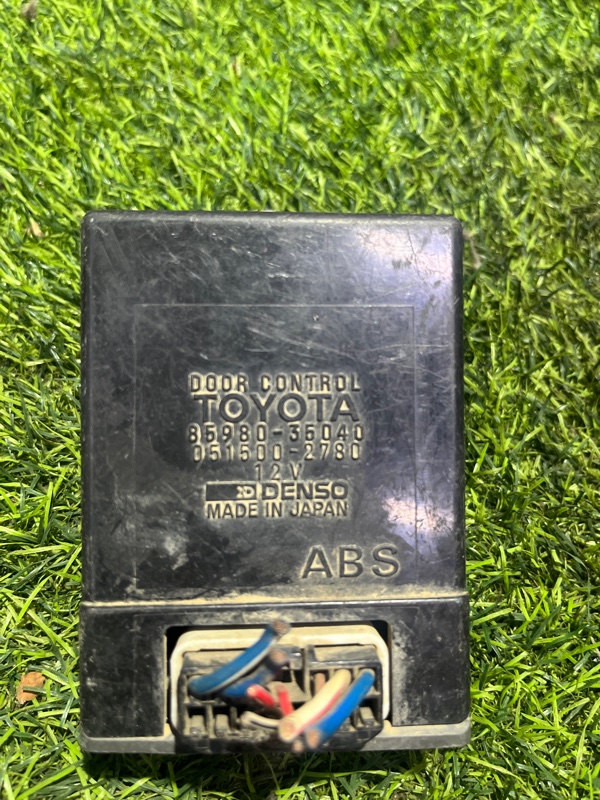 DOOR CONTROL
TOYOTA
85980-35040
051500-2780
12V
DENSO
MADE IN JAPAN
ABS